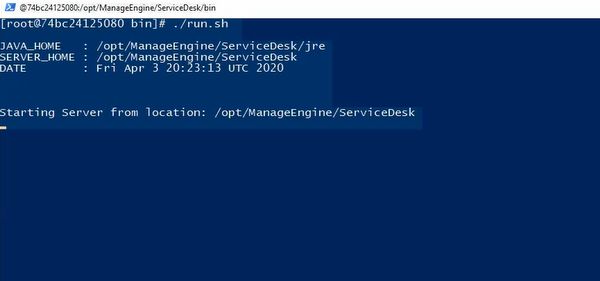 @74bc24125080:/opt/ManageEngine/ServiceDesk/bin
[root@74bc24125080 bin]# ./run.sh
JAVA_HOME : /opt/ManageEngine/ServiceDesk/jre
SERVER_HOME : /opt/ManageEngine/ServiceDesk
DATE : Fri Apr 3 20:23:13 UTC 2020
Starting Server from location: /opt/ManageEngine/ServiceDesk